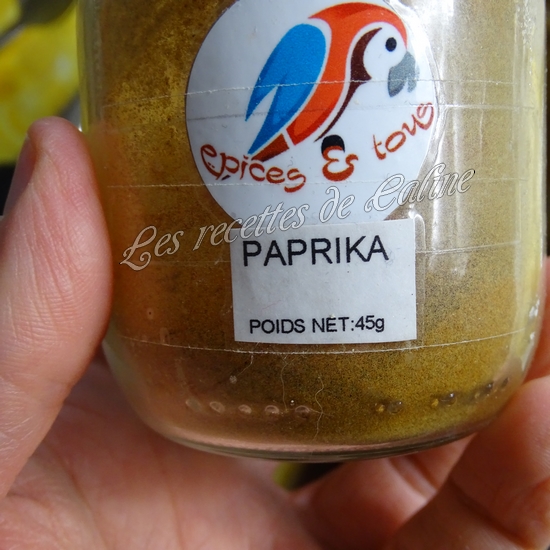 epices & tous
Les recettes de Caline
PAPRIKA
POIDS NET:45g